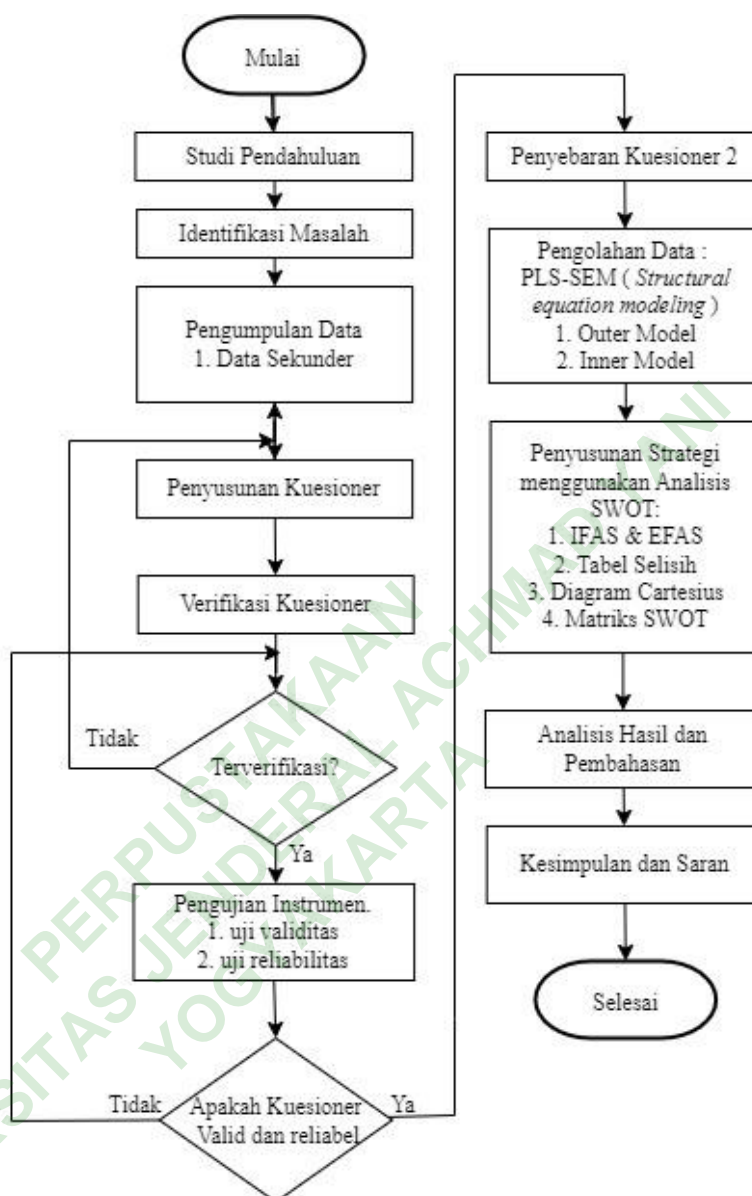 Mulai
Studi Pendahuluan
Identifikasi Masalah
Pengumpulan Data
1. Data Sekunder
Penyusunan Kuesioner
Verifikasi Kuesioner
Tidak
Terverifikasi?
Ya
Pengujian Instrumen.
1. uji validitas
2. uji reliabilitas
Tidak
Apakah Kuesioner
Valid dan reliabel
Ya
Penyebaran Kuesioner 2
Pengolahan Data :
PLS-SEM ( Structural
equation modeling )
1. Outer Model
2. Inner Model
Penyusunan Strategi
menggunakan Analisis
SWOT:
1. IFAS & EFAS
2. Tabel Selisih
3. Diagram Cartesius
4. Matriks SWOT
Analisis Hasil dan
Pembahasan
Kesimpulan dan Saran
Selesai
PERPUSTAKAAN
SITAS JENDERAL ACHMAD YANI
YOGYAKARTA